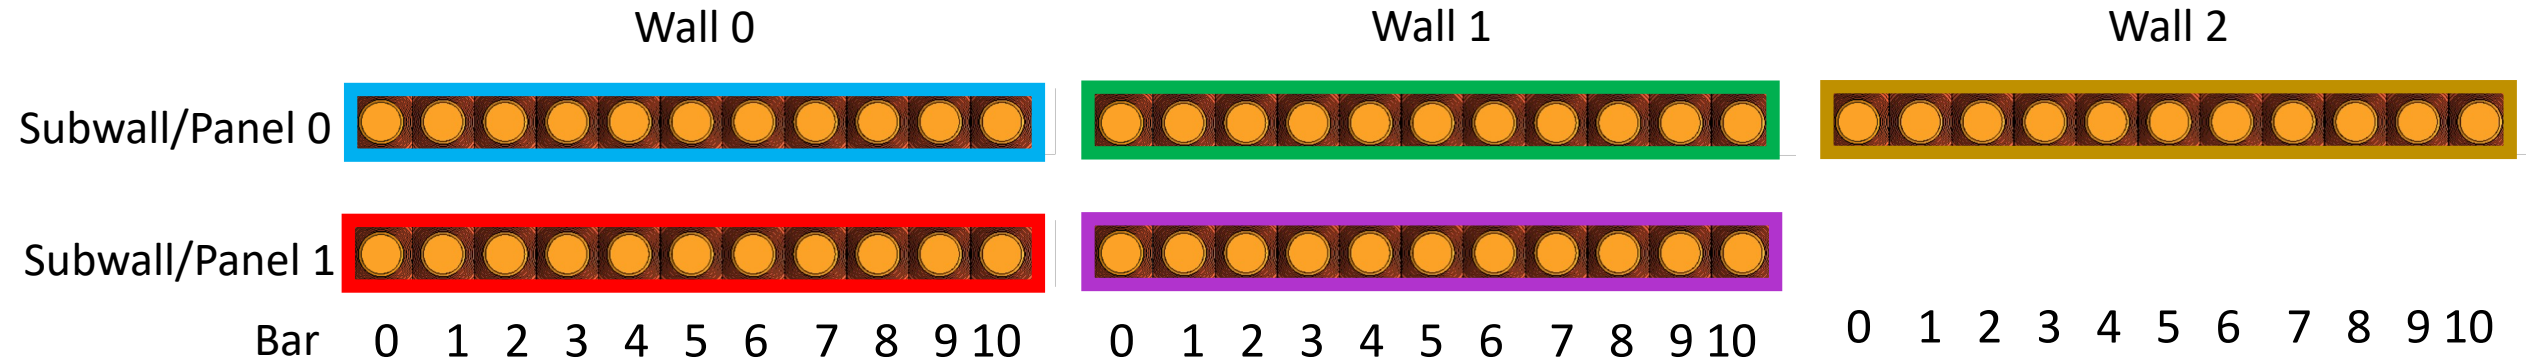 Wall 0 Wall 1 Wall 2
Subwall/Panel 0
Subwall/Panel 1
Bar 0 1 2 3 4 5 6 7 8 9 10 0 1 2 3 4 5 6 7 8 9 10 0 1 2 3 4 5 6 7 8 9 10